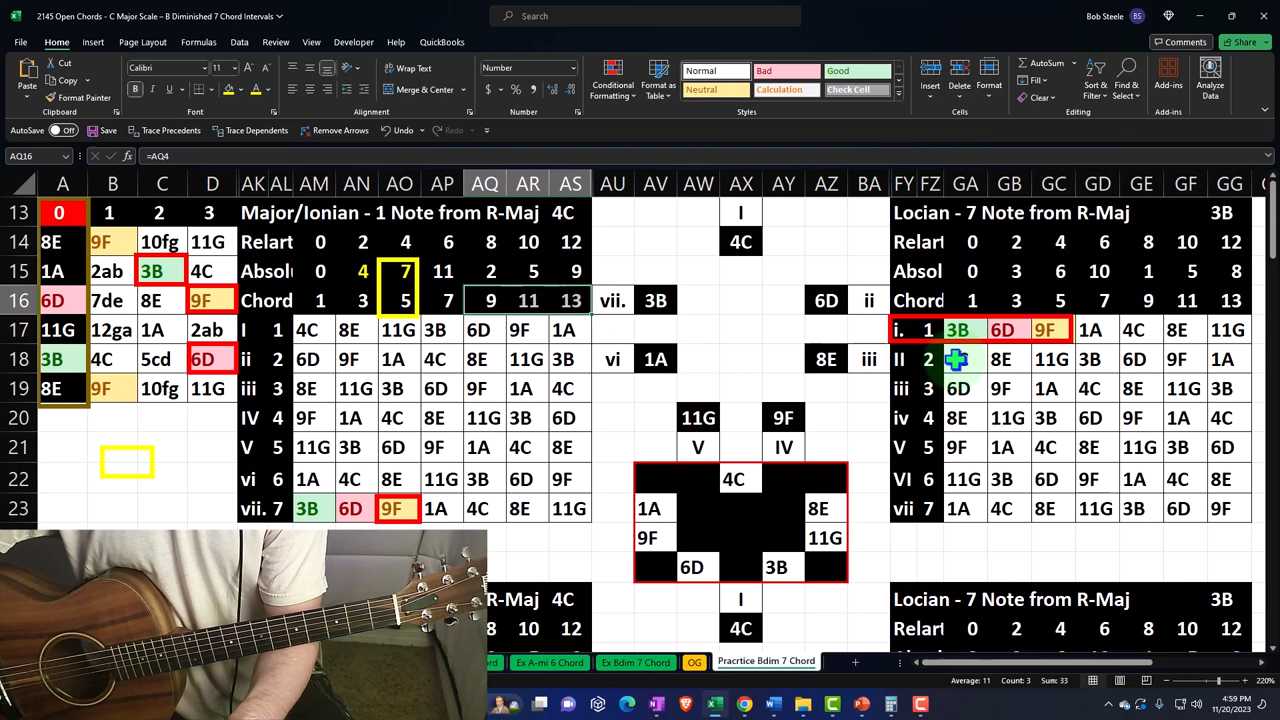 2145 Open Chords - C Major Scale – B Diminished 7 Chord Intervals
Search
Bob Steele BS
File Home Insert Page Layout Formulas Data Review View Developer Help QuickBooks Comments Share
Cut
Copy
Format Painter
Paste
Clipboard
Calibri 11
Font
Wrap Text
Merge & Center
Alignment
Number
Number
Conditional Formatting
Format as Table
Normal Bad Good
Neutral Calculation Check Cell
Styles
Insert Delete Format
Cells
AutoSum
Fill
Clear
Sort & Filter
Find & Select
Editing
Add-ins
Add-ins
Analyze Data
AutoSave Off Save Trace Precedents Trace Dependents Remove Arrows Undo Redo
AQ16 fx =AQ4
A B C D AK AL AM AN AO AP AQ AR AS AU AV AW AX AY AZ BA FY FZ GA GB GC GD GE GF GG
13 0 1 2 3 Major/Ionian - 1 Note from R-Maj 4C I Locian - 7 Note from R-Maj 3B
14 8E 9F 10fg 11G Relart 0 2 4 6 8 10 12 4C Relart 0 2 4 6 8 10 12
15 1A 2ab 3B 4C Absolu 0 4 7 11 2 5 9 Absol 0 3 6 10 1 5 8
16 6D 7de 8E 9F Chord 1 3 5 7 9 11 13 vii. 3B 6D ii Chord 1 3 5 7 9 11 13
17 11G 12ga 1A 2ab I 1 4C 8E 11G 3B 6D 9F 1A i. 1 3B 6D 9F 1A 4C 8E 11G
18 3B 4C 5cd 6D ii 2 6D 9F 1A 4C 8E 11G 3B vi 1A 8E iii II 2 8E 11G 3B 6D 9F 1A
19 8E 9F 10fg 11G iii 3 8E 11G 3B 6D 9F 1A 4C iii 3 6D 9F 1A 4C 8E 11G 3B
20 IV 4 9F 1A 4C 8E 11G 3B 6D 11G 9F iv 4 8E 11G 3B 6D 9F 1A 4C
21 V 5 11G 3B 6D 9F 1A 4C 8E V IV V 5 9F 1A 4C 8E 11G 3B 6D
22 vi 6 1A 4C 8E 11G 3B 6D 9F 4C VI 6 11G 3B 6D 9F 1A 4C 8E
23 vii. 7 3B 6D 9F 1A 4C 8E 11G 1A 8E vii 7 1A 4C 8E 11G 3B 6D 9F
9F 11G
6D 3B
R-Maj 4C I Locian - 7 Note from R-Maj 3B
8 10 12 4C Relart 0 2 4 6 8 10 12
ord Ex A-mi 6 Chord Ex Bdim 7 Chord OG Pracrtice Bdim 7 Chord
Average: 11 Count: 3 Sum: 33 220%
4:59 PM
11/20/2023